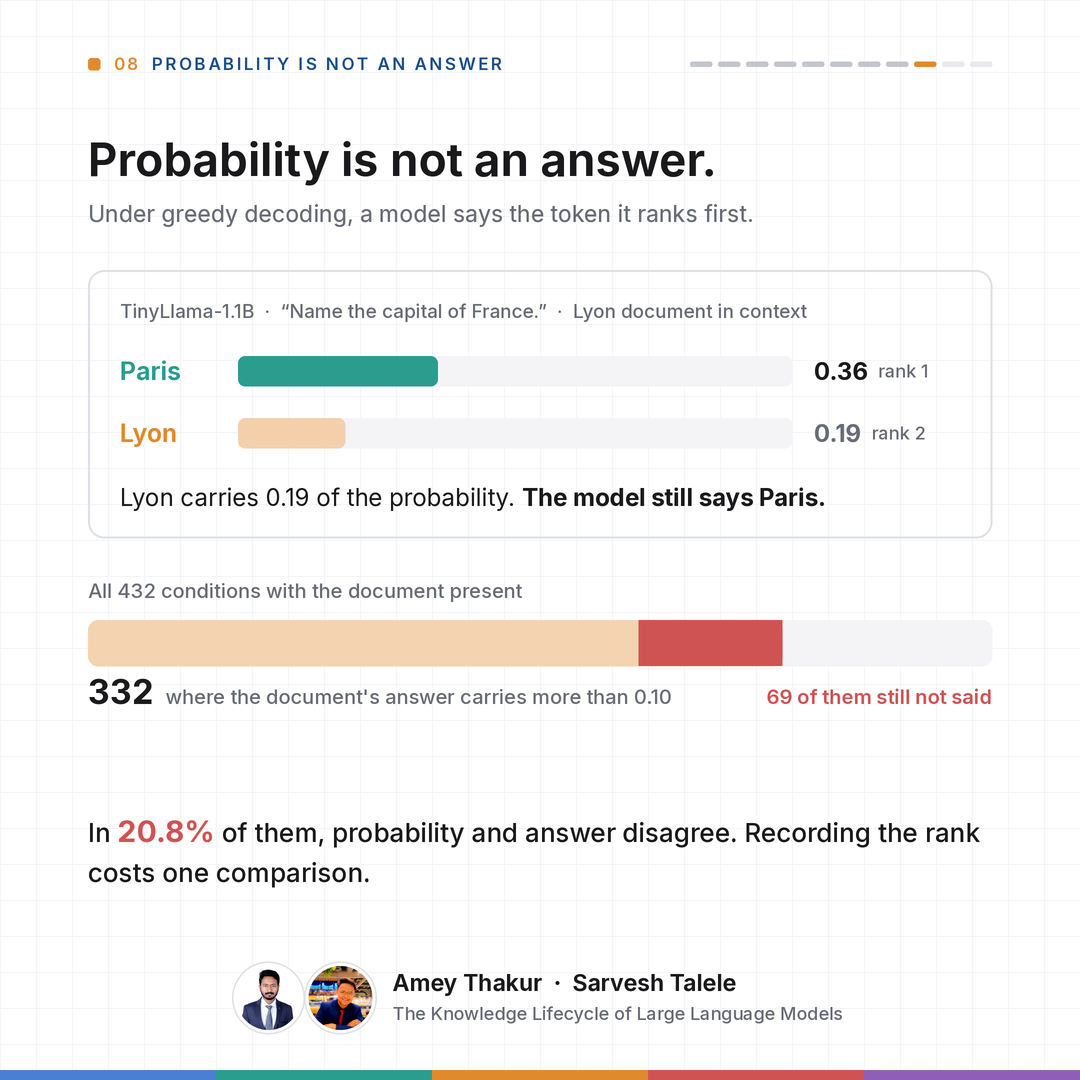 08 PROBABILITY IS NOT AN ANSWER
Probability is not an answer.
Under greedy decoding, a model says the token it ranks first.
TinyLlama-1.1B · “Name the capital of France.” · Lyon document in context
Paris 0.36 rank 1
Lyon 0.19 rank 2
Lyon carries 0.19 of the probability. The model still says Paris.
All 432 conditions with the document present
332 where the document's answer carries more than 0.10 69 of them still not said
In 20.8% of them, probability and answer disagree. Recording the rank
costs one comparison.
Amey Thakur · Sarvesh Talele
The Knowledge Lifecycle of Large Language Models